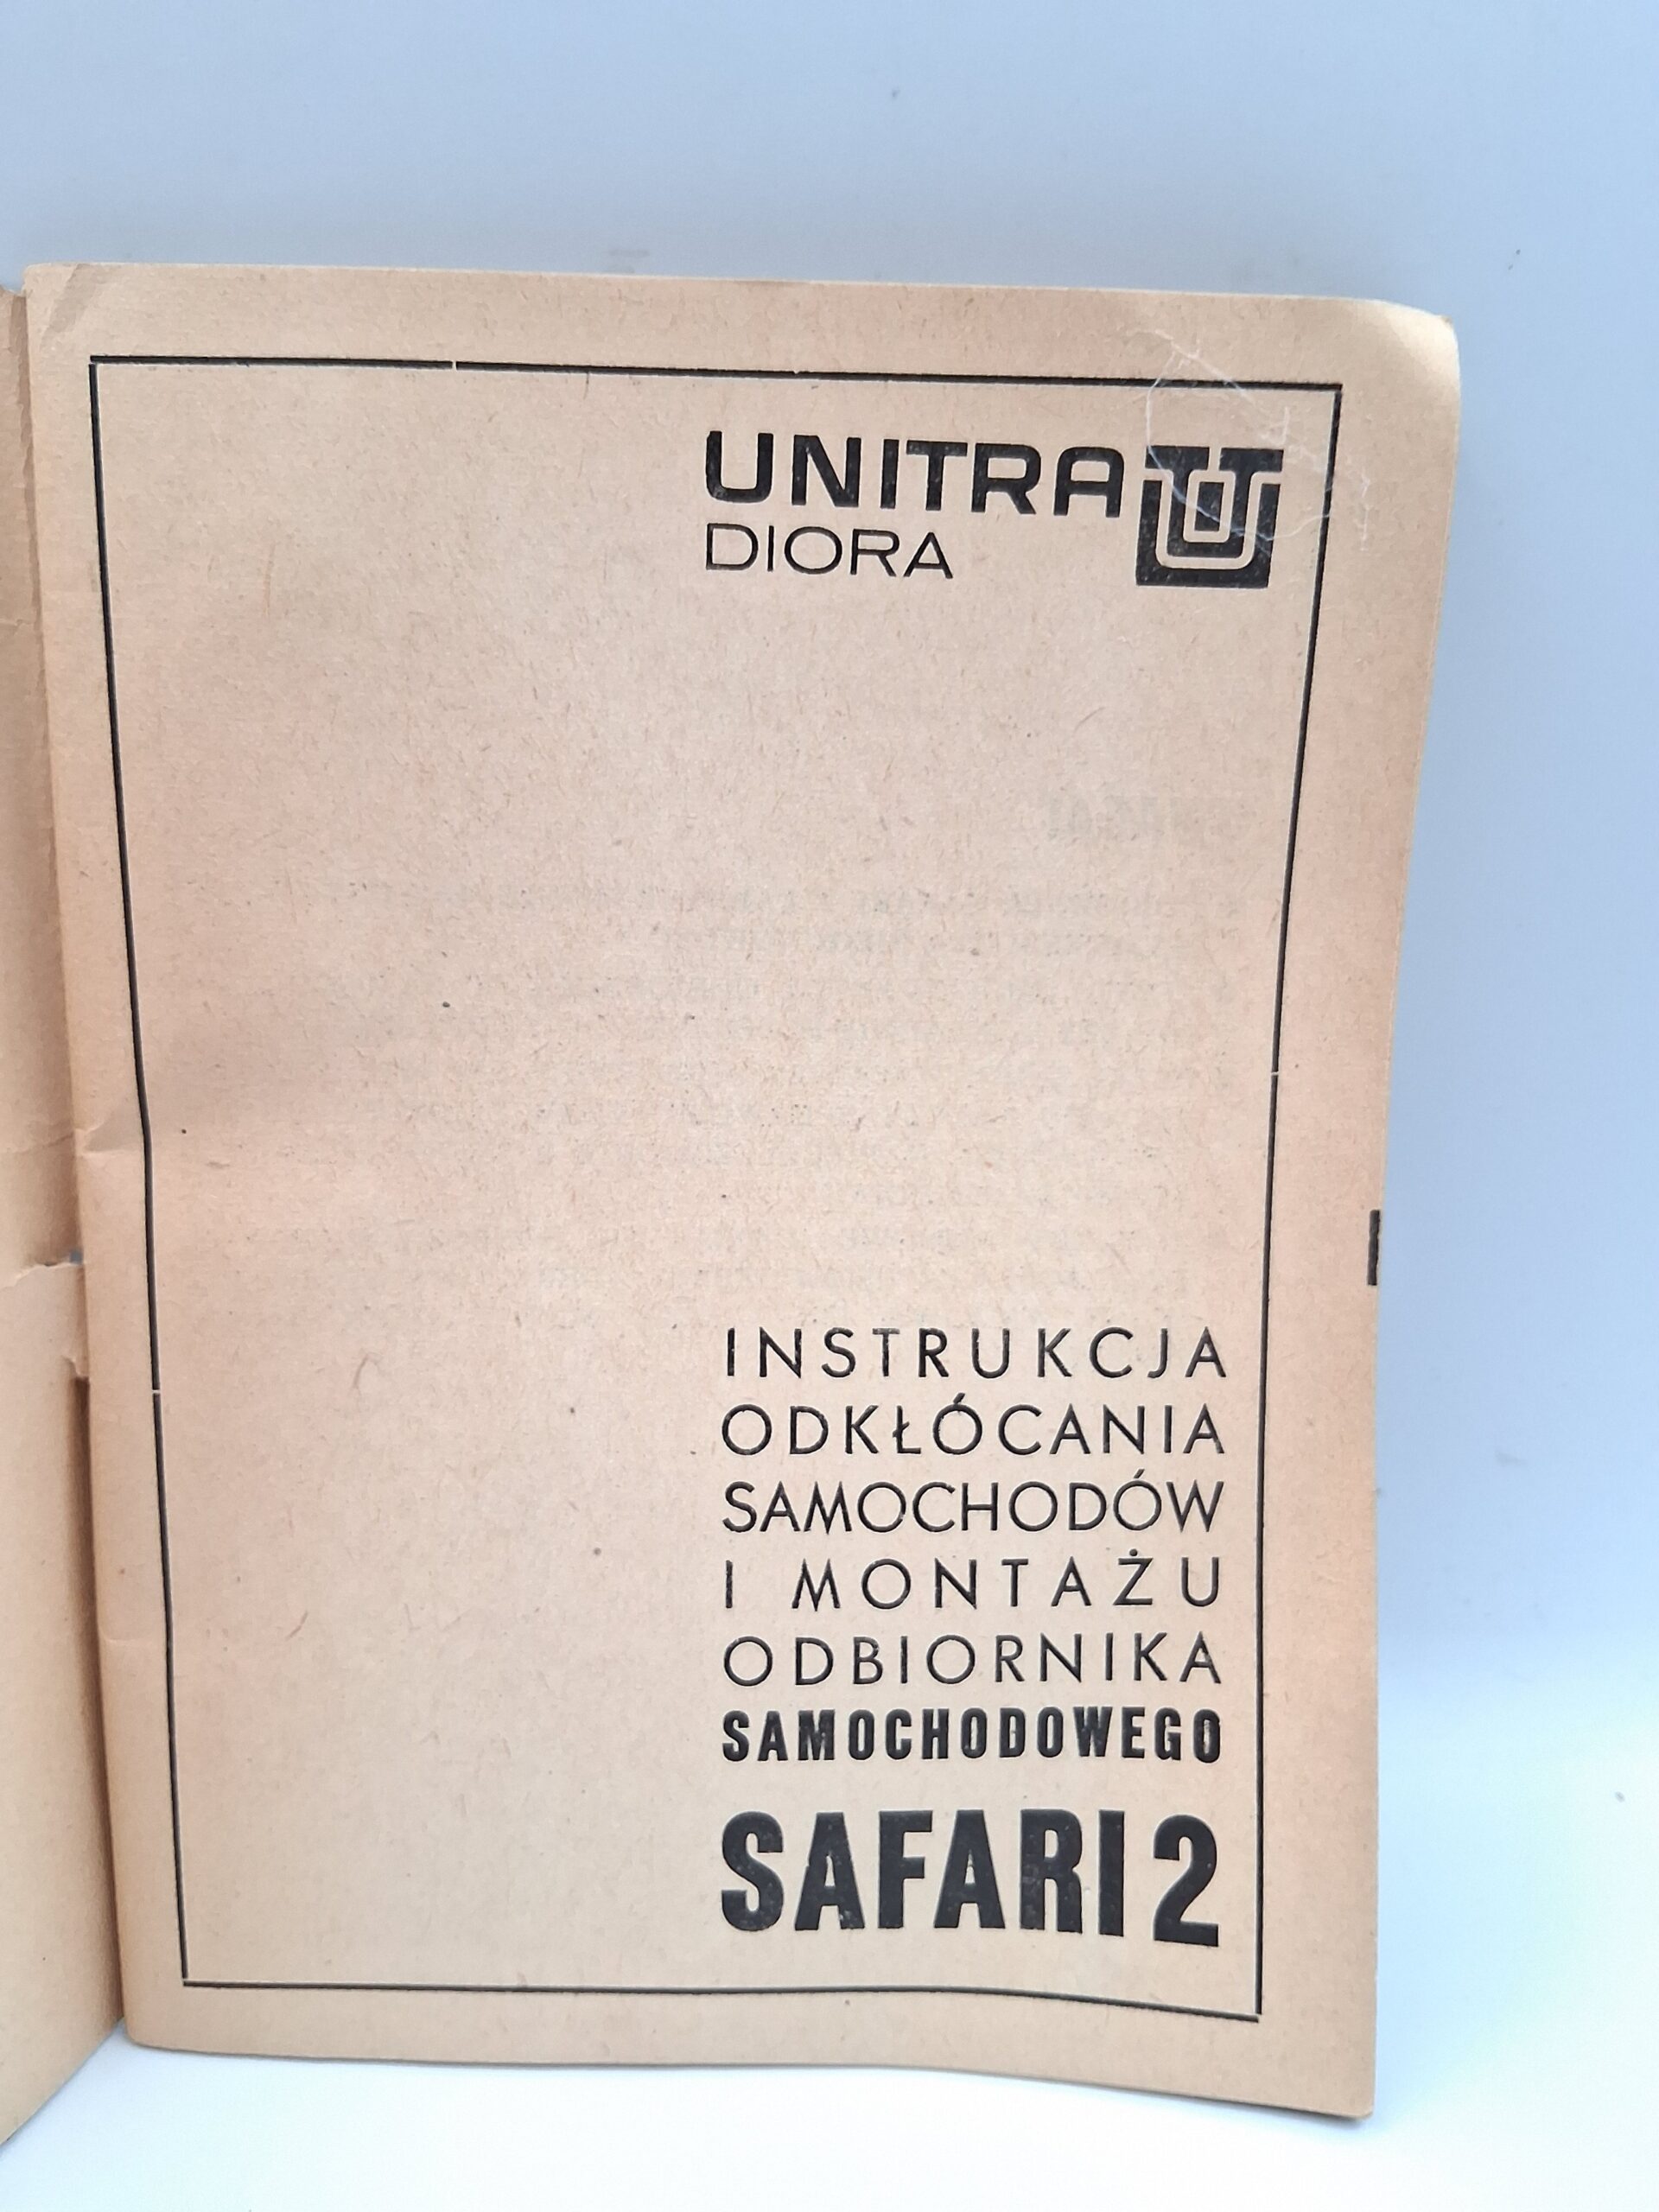 UNITRA
DIORA
INSTRUKCJA
ODKŁÓCANIA
SAMOCHODÓW
I MONTAŻU
ODBIORNIKA
SAMOCHODOWEGO
SAFARI 2